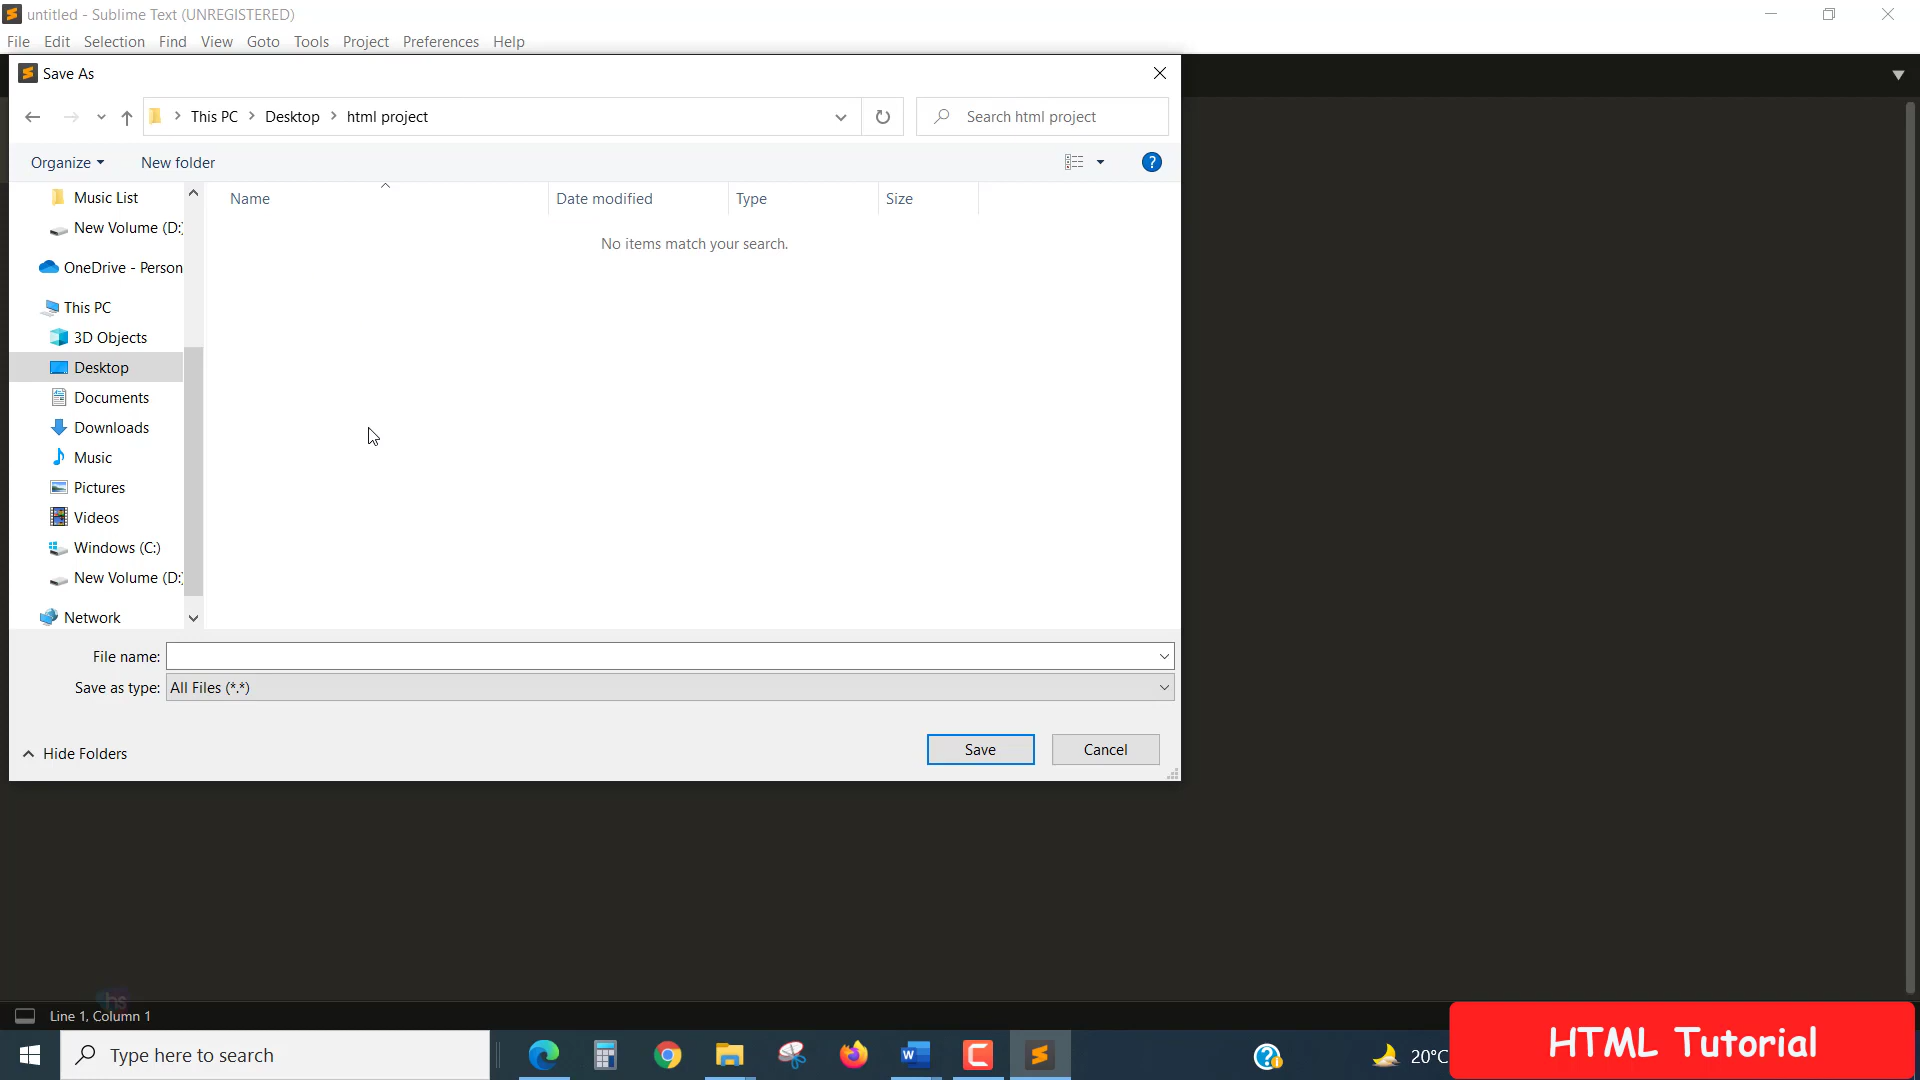 untitled - Sublime Text (UNREGISTERED)
File Edit Selection Find View Goto Tools Project Preferences Help
Save As
This PC > Desktop > html project
Search html project
Organize
New folder
?
Name
Date modified
Type
Size
No items match your search.
Music List
New Volume (D:)
OneDrive - Person
This PC
3D Objects
Desktop
Documents
Downloads
Music
Pictures
Videos
Windows (C:)
New Volume (D:)
Network
File name:
Save as type: All Files (*.*)
Hide Folders
Save
Cancel
hs
Line 1, Column 1
Type here to search
20°C
HTML Tutorial